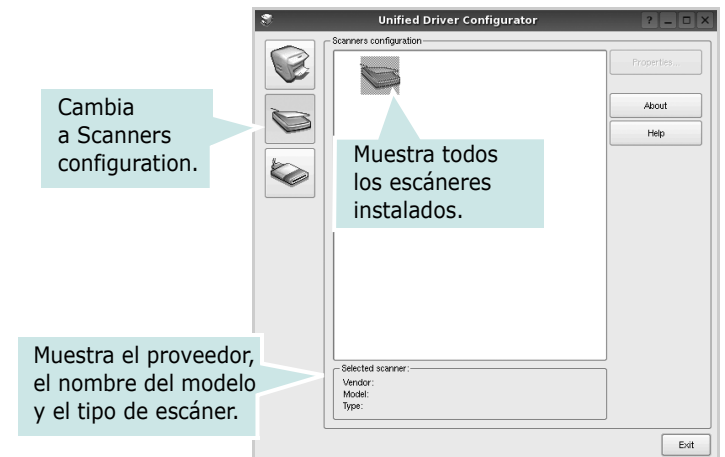 Unified Driver Configurator
Scanners configuration
Properties...
About
Help
Cambia
a Scanners
configuration.
Muestra todos
los escáneres
instalados.
Muestra el proveedor,
el nombre del modelo
y el tipo de escáner.
Selected scanner:
Vendor:
Model:
Type:
Exit